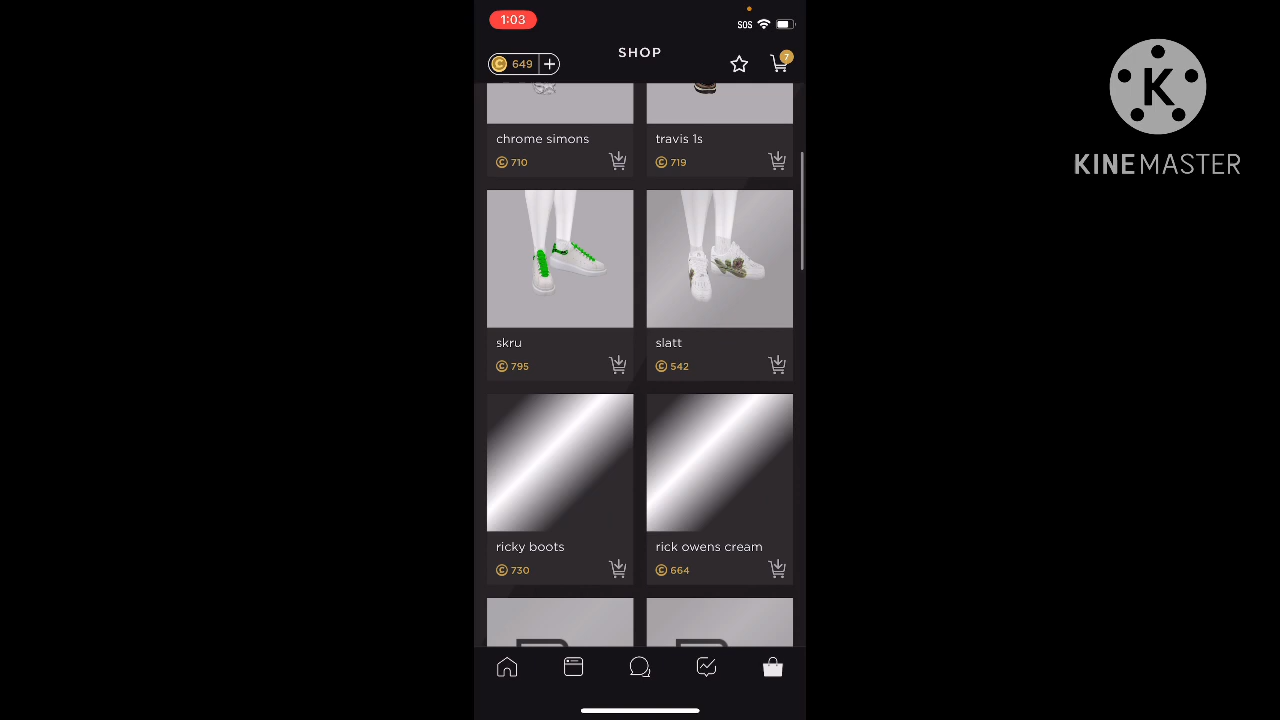 1:03
SOS
649
SHOP
7
chrome simons
710
travis 1s
719
skru
795
slatt
542
ricky boots
730
rick owens cream
664
K
KINEMASTER